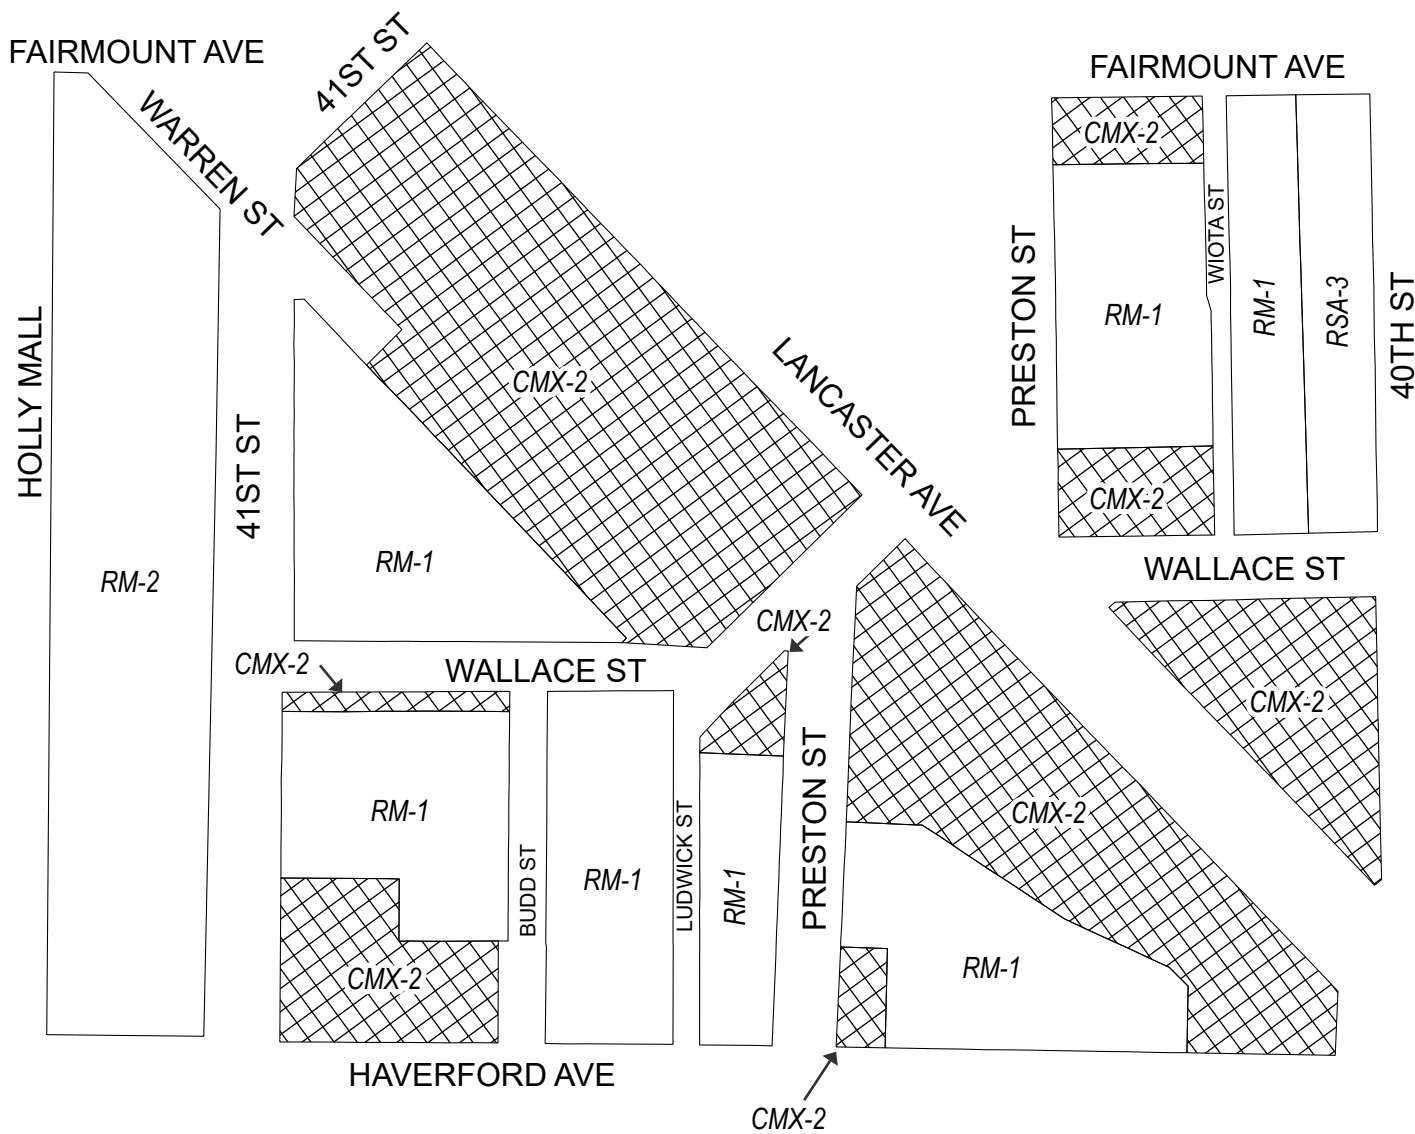 FAIRMOUNT AVE
41ST ST
FAIRMOUNT AVE
WARREN ST
CMX-2
WIOTA ST
PRESTON ST
RM-1
RM-1
RSA-3
40TH ST
HOLLY MALL
CMX-2
LANCASTER AVE
41ST ST
CMX-2
RM-2
RM-1
WALLACE ST
CMX-2
CMX-2
WALLACE ST
CMX-2
RM-1
CMX-2
BUDD ST
RM-1
LUDWICK ST
RM-1
PRESTON ST
CMX-2
RM-1
HAVERFORD AVE
CMX-2